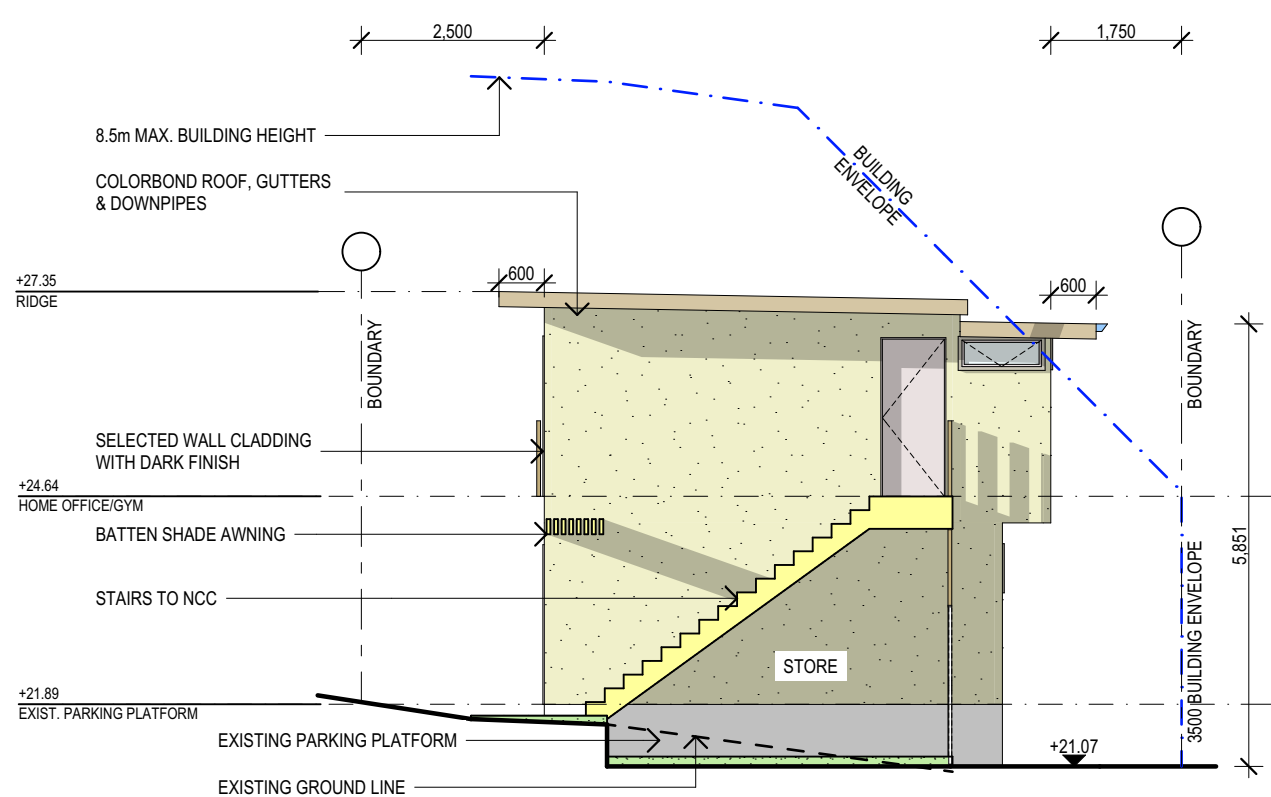 2,500
1,750
8.5m MAX. BUILDING HEIGHT
BUILDING
ENVELOPE
COLORBOND ROOF, GUTTERS
& DOWNPIPES
+27.35
RIDGE
600
600
BOUNDARY
BOUNDARY
SELECTED WALL CLADDING
WITH DARK FINISH
+24.64
HOME OFFICE/GYM
BATTEN SHADE AWNING
5,851
STAIRS TO NCC
3500 BUILDING ENVELOPE
STORE
+21.89
EXIST. PARKING PLATFORM
EXISTING PARKING PLATFORM
+21.07
EXISTING GROUND LINE